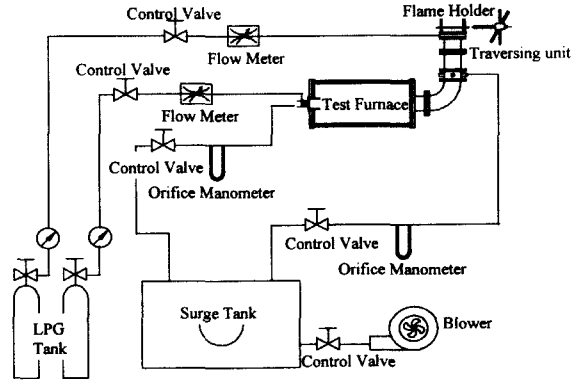 Control Valve
Flame Holder
Flow Meter
Traversing unit
Control Valve
Flow Meter
Test Furnace
Control Valve
Orifice Manometer
Control Valve
Orifice Manometer
LPG
Tank
Surge Tank
Blower
Control Valve